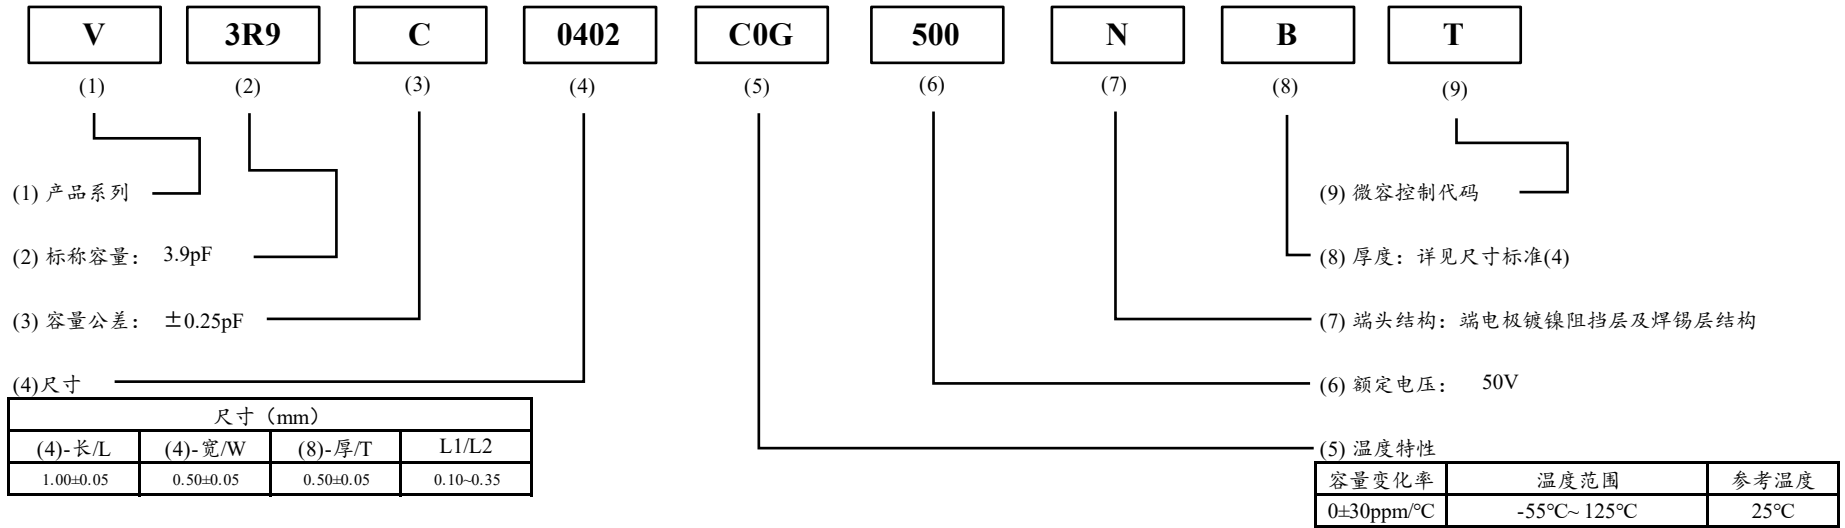 V 3R9 C 0402 C0G 500 N B T
(1) (2) (3) (4) (5) (6) (7) (8) (9)
(1) 产品系列
(9) 微容控制代码
(2) 标称容量： 3.9pF
(8) 厚度：详见尺寸标准(4)
(3) 容量公差： ±0.25pF
(7) 端头结构：端电极镀镍阻挡层及焊锡层结构
(4)尺寸
(6) 额定电压： 50V
尺寸（mm）
(4)-长/L (4)-宽/W (8)-厚/T L1/L2
1.00±0.05 0.50±0.05 0.50±0.05 0.10~0.35
(5) 温度特性
容量变化率 温度范围 参考温度
0±30ppm/℃ -55℃~ 125℃ 25℃